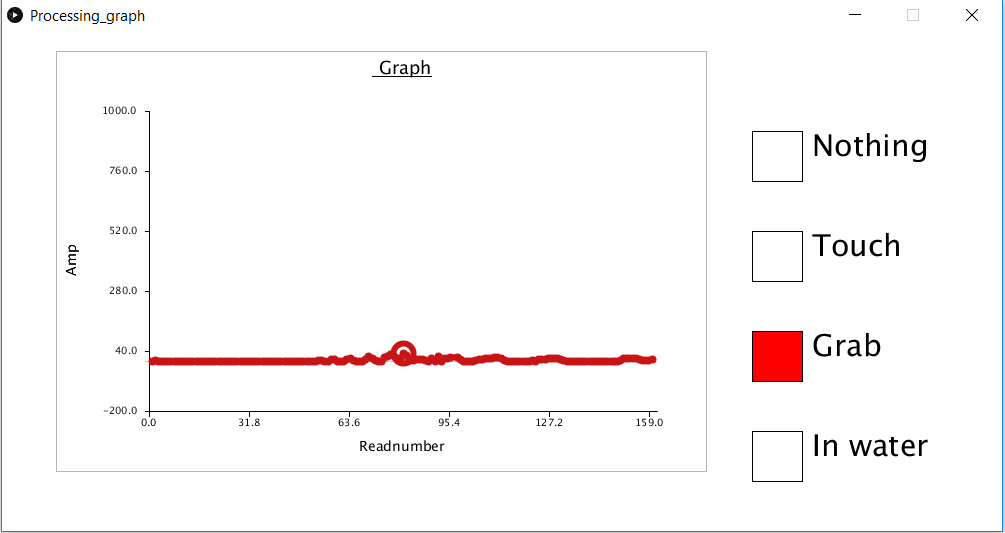 Processing_graph
Graph
1000.0
760.0
520.0
280.0
40.0
-200.0
Amp
0.0 31.8 63.6 95.4 127.2 159.0
Readnumber
Nothing
Touch
Grab
In water